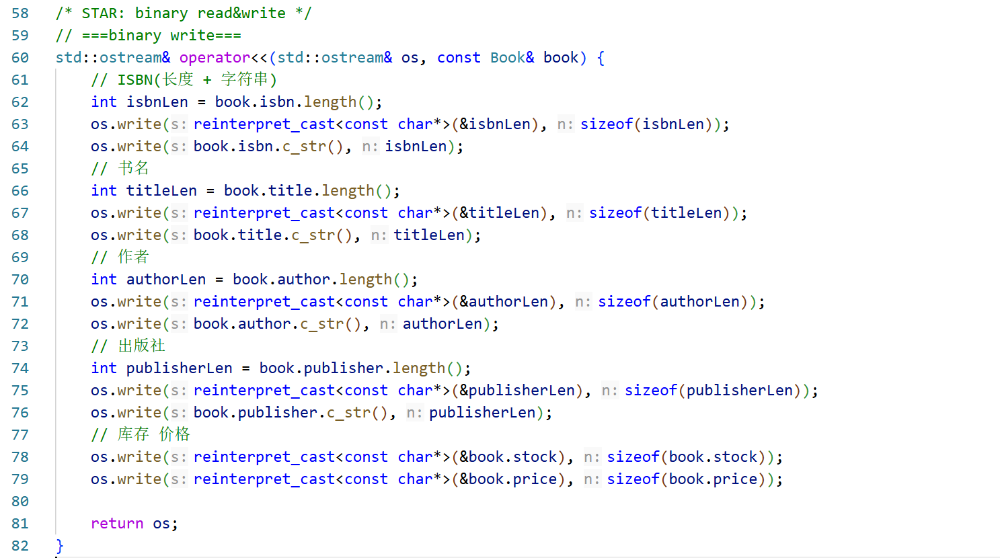 58 /* STAR: binary read&write */
59 // ===binary write===
60 std::ostream& operator<<(std::ostream& os, const Book& book) {
61     // ISBN(长度 + 字符串)
62     int isbnLen = book.isbn.length();
63     os.write(s: reinterpret_cast<const char*>(&isbnLen), n: sizeof(isbnLen));
64     os.write(s: book.isbn.c_str(), n: isbnLen);
65     // 书名
66     int titleLen = book.title.length();
67     os.write(s: reinterpret_cast<const char*>(&titleLen), n: sizeof(titleLen));
68     os.write(s: book.title.c_str(), n: titleLen);
69     // 作者
70     int authorLen = book.author.length();
71     os.write(s: reinterpret_cast<const char*>(&authorLen), n: sizeof(authorLen));
72     os.write(s: book.author.c_str(), n: authorLen);
73     // 出版社
74     int publisherLen = book.publisher.length();
75     os.write(s: reinterpret_cast<const char*>(&publisherLen), n: sizeof(publisherLen));
76     os.write(s: book.publisher.c_str(), n: publisherLen);
77     // 库存 价格
78     os.write(s: reinterpret_cast<const char*>(&book.stock), n: sizeof(book.stock));
79     os.write(s: reinterpret_cast<const char*>(&book.price), n: sizeof(book.price));
80
81     return os;
82 }